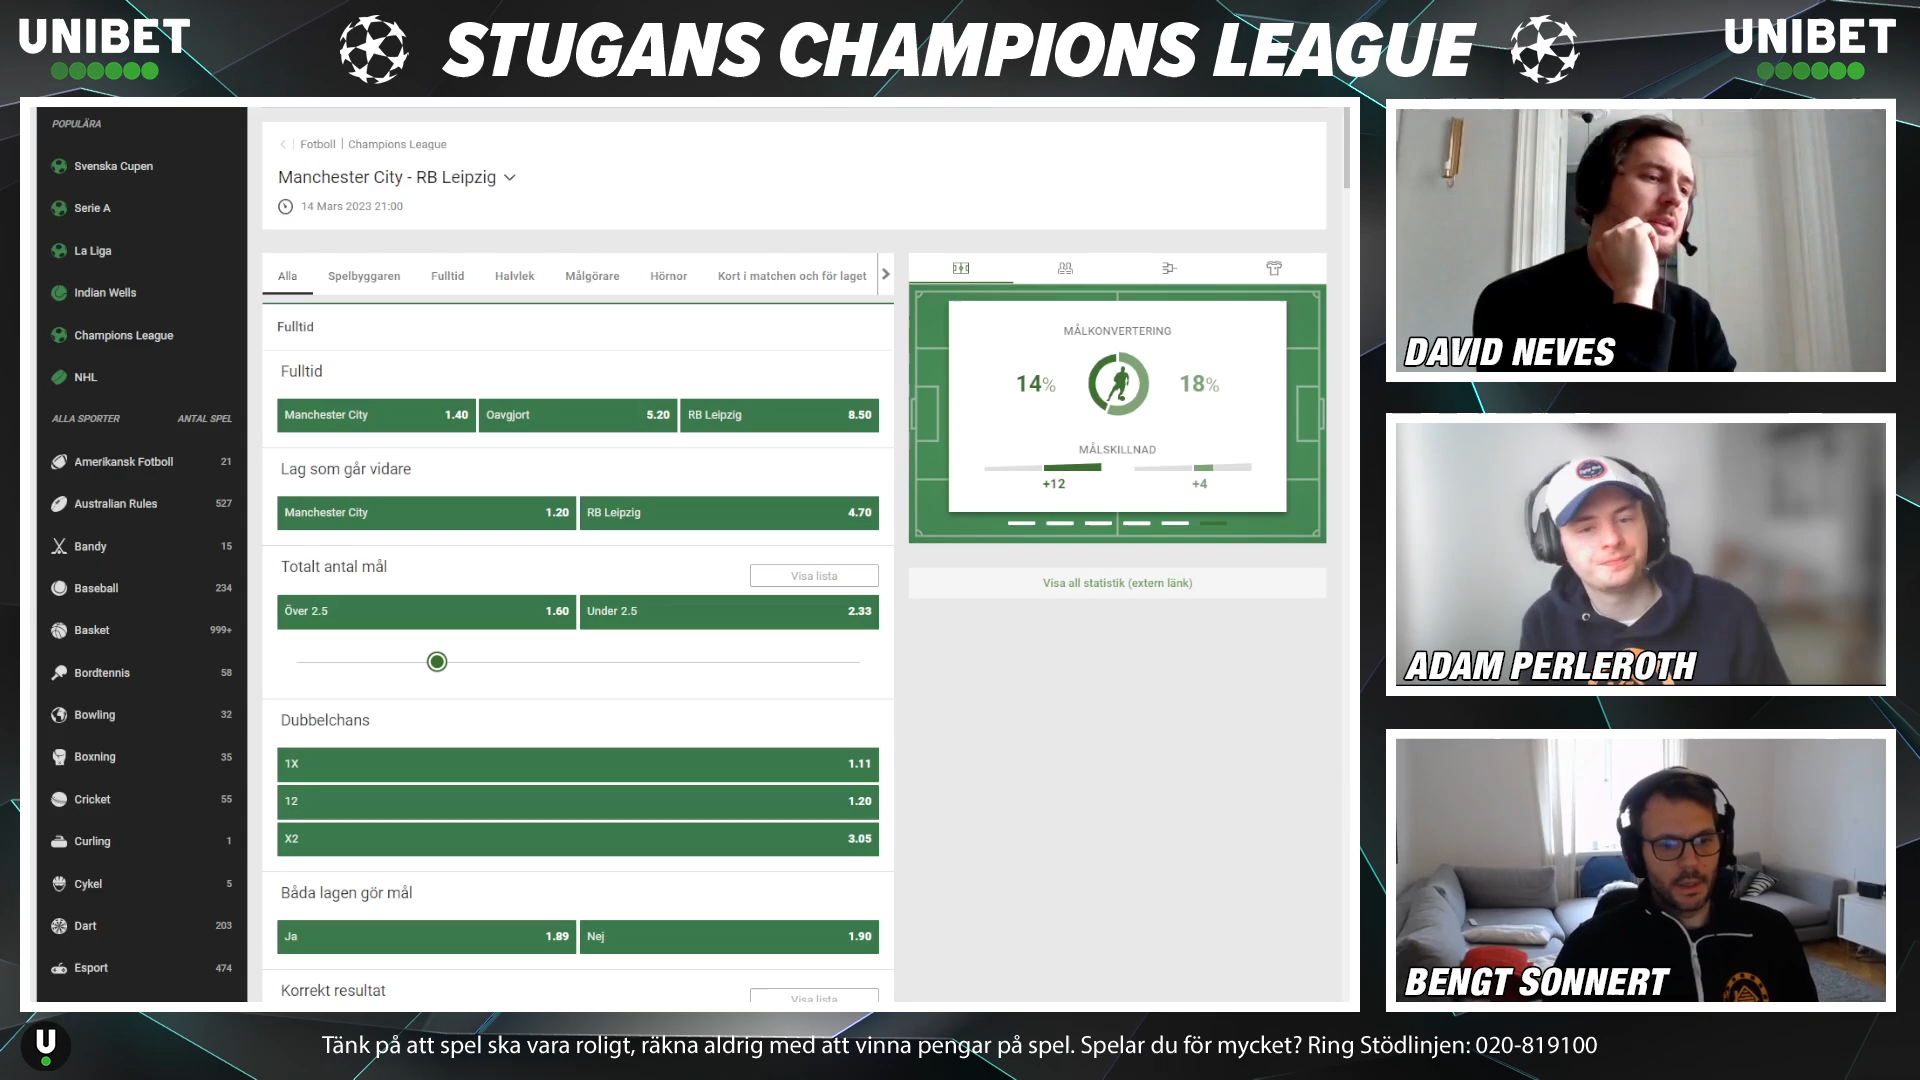 UNIBET
STUGANS CHAMPIONS LEAGUE
UNIBET
POPULÄRA
Svenska Cupen
Serie A
La Liga
Indian Wells
Champions League
NHL
ALLA SPORTER ANTAL SPEL
Amerikansk Fotboll 21
Australian Rules 527
Bandy 15
Baseball 234
Basket 999+
Bordtennis 58
Bowling 32
Boxning 35
Cricket 55
Curling 1
Cykel 5
Dart 203
Esport 474
Fotboll | Champions League
Manchester City - RB Leipzig
14 Mars 2023 21:00
Alla Spelbyggaren Fulltid Halvlek Målgörare Hörnor Kort i matchen och för laget
Fulltid
Fulltid
Manchester City 1.40 Oavgjort 5.20 RB Leipzig 8.50
Lag som går vidare
Manchester City 1.20 RB Leipzig 4.70
Totalt antal mål
Visa lista
Över 2.5 1.60 Under 2.5 2.33
Dubbelchans
1X 1.11
12 1.20
X2 3.05
Båda lagen gör mål
Ja 1.89 Nej 1.90
Korrekt resultat
Visa lista
MÅLKONVERTERING
14% 18%
MÅLSKILLNAD
+12 +4
Visa all statistik (extern länk)
DAVID NEVES
ADAM PERLEROTH
BENGT SONNERT
U
Tänk på att spel ska vara roligt, räkna aldrig med att vinna pengar på spel. Spelar du för mycket? Ring Stödlinjen: 020-819100